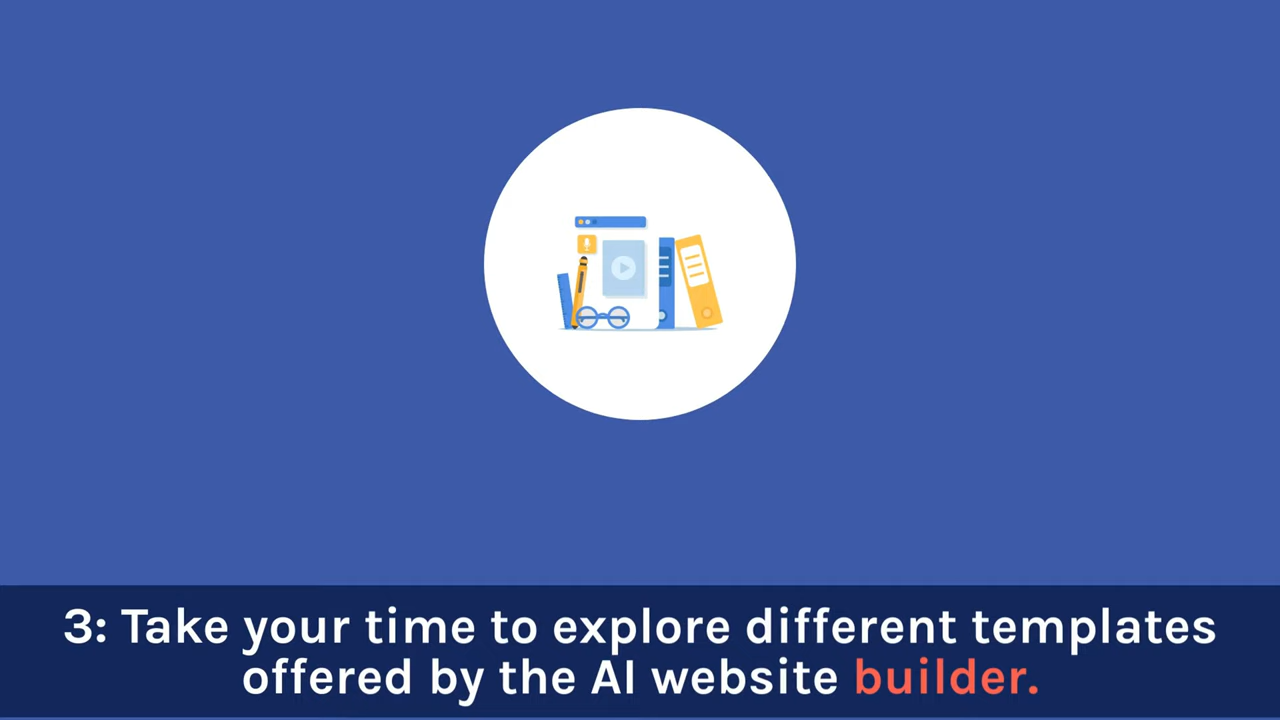 3: Take your time to explore different templates
offered by the AI website builder.